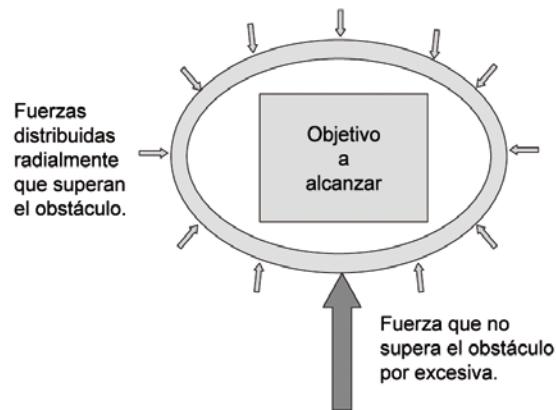 Fuerzas
distribuidas
radialmente
que superan
el obstáculo.
Objetivo
a
alcanzar
Fuerza que no
supera el obstáculo
por excesiva.